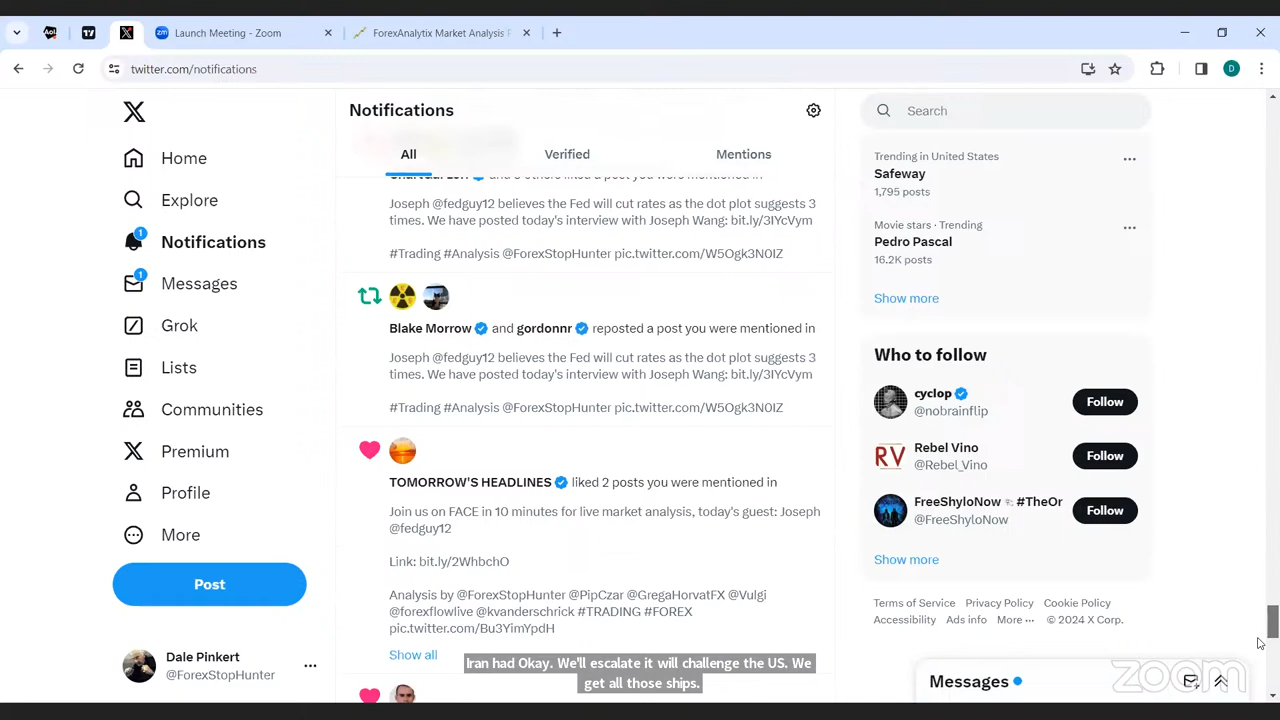 Launch Meeting - Zoom
ForexAnalytix Market Analysis
twitter.com/notifications
Home
Explore
1
Notifications
1
Messages
Grok
Lists
Communities
Premium
Profile
More
Post
Dale Pinkert
@ForexStopHunter
Notifications
All
Verified
Mentions
liked a post you were mentioned in
Joseph @fedguy12 believes the Fed will cut rates as the dot plot suggests 3
times. We have posted today's interview with Joseph Wang: bit.ly/3IYcVym
#Trading #Analysis @ForexStopHunter pic.twitter.com/W5Ogk3N0IZ
Blake Morrow and gordonnr reposted a post you were mentioned in
Joseph @fedguy12 believes the Fed will cut rates as the dot plot suggests 3
times. We have posted today's interview with Joseph Wang: bit.ly/3IYcVym
#Trading #Analysis @ForexStopHunter pic.twitter.com/W5Ogk3N0IZ
TOMORROW'S HEADLINES liked 2 posts you were mentioned in
Join us on FACE in 10 minutes for live market analysis, today's guest: Joseph
@fedguy12
Link: bit.ly/2WhbchO
Analysis by @ForexStopHunter @PipCzar @GregaHorvatFX @Vulgi
@forexflowlive @kvanderschrick #TRADING #FOREX
pic.twitter.com/Bu3YimYpdH
Show all
Iran had Okay. We'll escalate it will challenge the US. We
get all those ships.
Search
Trending in United States
Safeway
1,795 posts
Movie stars · Trending
Pedro Pascal
16.2K posts
Show more
Who to follow
cyclop
@nobrainflip
Follow
RV
Rebel Vino
@Rebel_Vino
Follow
FreeShyloNow #TheOr
@FreeShyloNow
Follow
Show more
Terms of Service Privacy Policy Cookie Policy
Accessibility Ads info More ··· © 2024 X Corp.
Messages
zoom
D